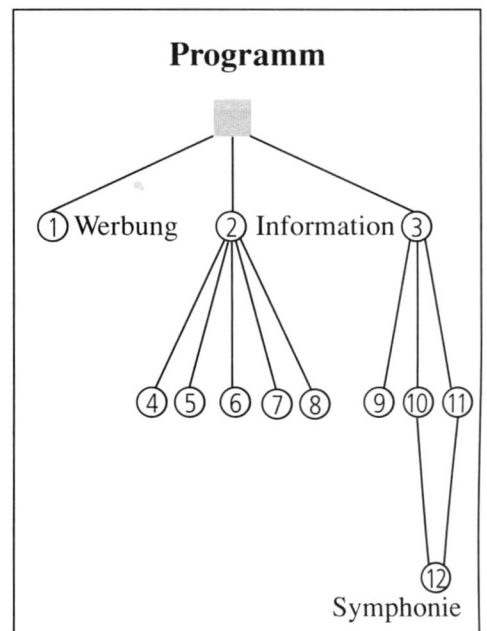 Programm
1 Werbung 2 Information 3
4 5 6 7 8 9 10 11
12
Symphonie